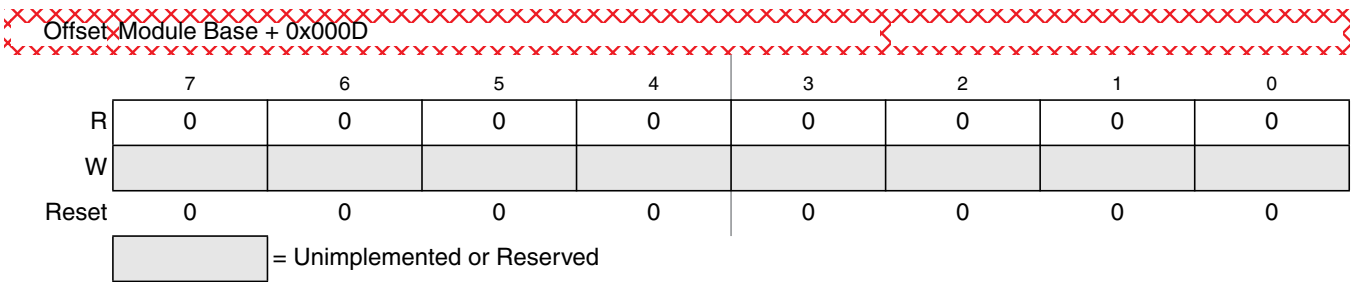 Offset Module Base + 0x000D
7 6 5 4 3 2 1 0
R 0 0 0 0 0 0 0 0
W
Reset 0 0 0 0 0 0 0 0
= Unimplemented or Reserved